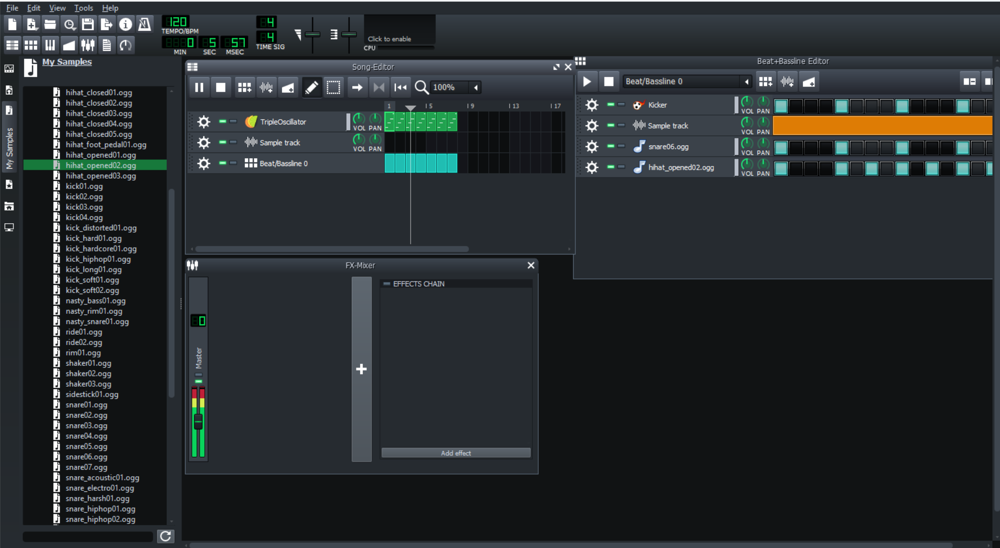 File Edit View Tools Help
120
TEMPO/BPM
0 5 57
MIN SEC MSEC
4
4
TIME SIG
Click to enable
CPU
My Samples
My Samples
hihat_closed01.ogg
hihat_closed02.ogg
hihat_closed03.ogg
hihat_closed04.ogg
hihat_closed05.ogg
hihat_foot_pedal01.ogg
hihat_opened01.ogg
hihat_opened02.ogg
hihat_opened03.ogg
kick01.ogg
kick02.ogg
kick03.ogg
kick04.ogg
kick_distorted01.ogg
kick_hard01.ogg
kick_hardcore01.ogg
kick_hiphop01.ogg
kick_long01.ogg
kick_soft01.ogg
kick_soft02.ogg
nasty_bass01.ogg
nasty_rim01.ogg
nasty_snare01.ogg
ride01.ogg
ride02.ogg
rim01.ogg
shaker01.ogg
shaker02.ogg
shaker03.ogg
sidestick01.ogg
snare01.ogg
snare02.ogg
snare03.ogg
snare04.ogg
snare05.ogg
snare06.ogg
snare07.ogg
snare_acoustic01.ogg
snare_electro01.ogg
snare_harsh01.ogg
snare_hiphop01.ogg
snare_hiphop02.ogg
Song-Editor
100%
1 5 9 13 17
TripleOscillator VOL PAN
Sample track VOL PAN
Beat/Bassline 0
Beat+Bassline Editor
Beat/Bassline 0
Kicker VOL PAN
Sample track VOL PAN
snare06.ogg VOL PAN
hihat_opened02.ogg VOL PAN
FX-Mixer
0
Master
EFFECTS CHAIN
Add effect